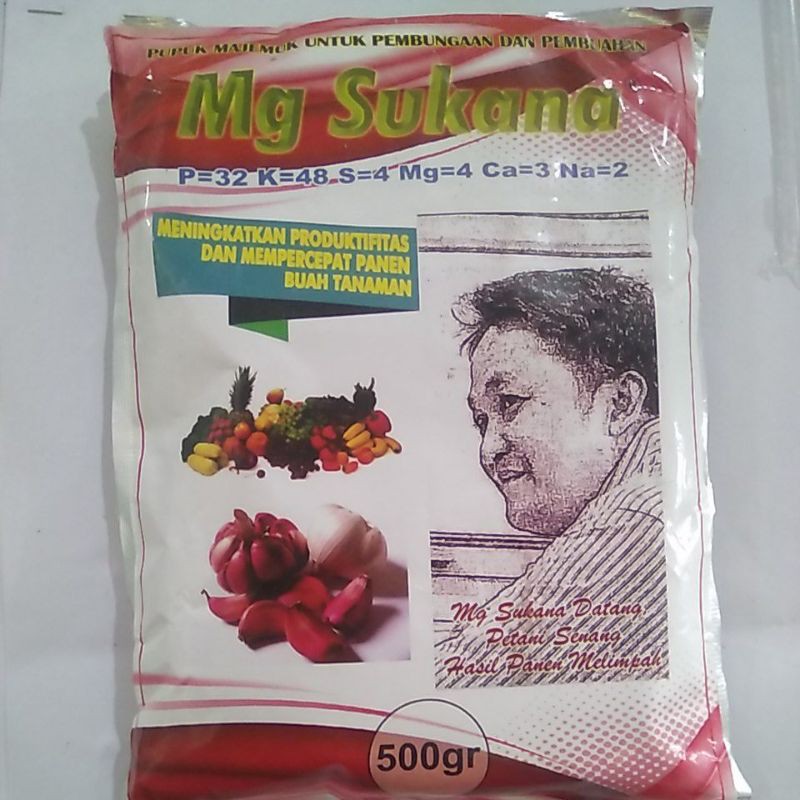 PUPUK MAJEMUK UNTUK PEMBUNGAAN DAN PEMBUAHAN
Mg Sukana
P=32 K=48 S=4 Mg=4 Ca=3 Na=2
MENINGKATKAN PRODUKTIFITAS
DAN MEMPERCEPAT PANEN
BUAH TANAMAN
Mg Sukana Datang,
Petani Senang
Hasil Panen Melimpah
500gr